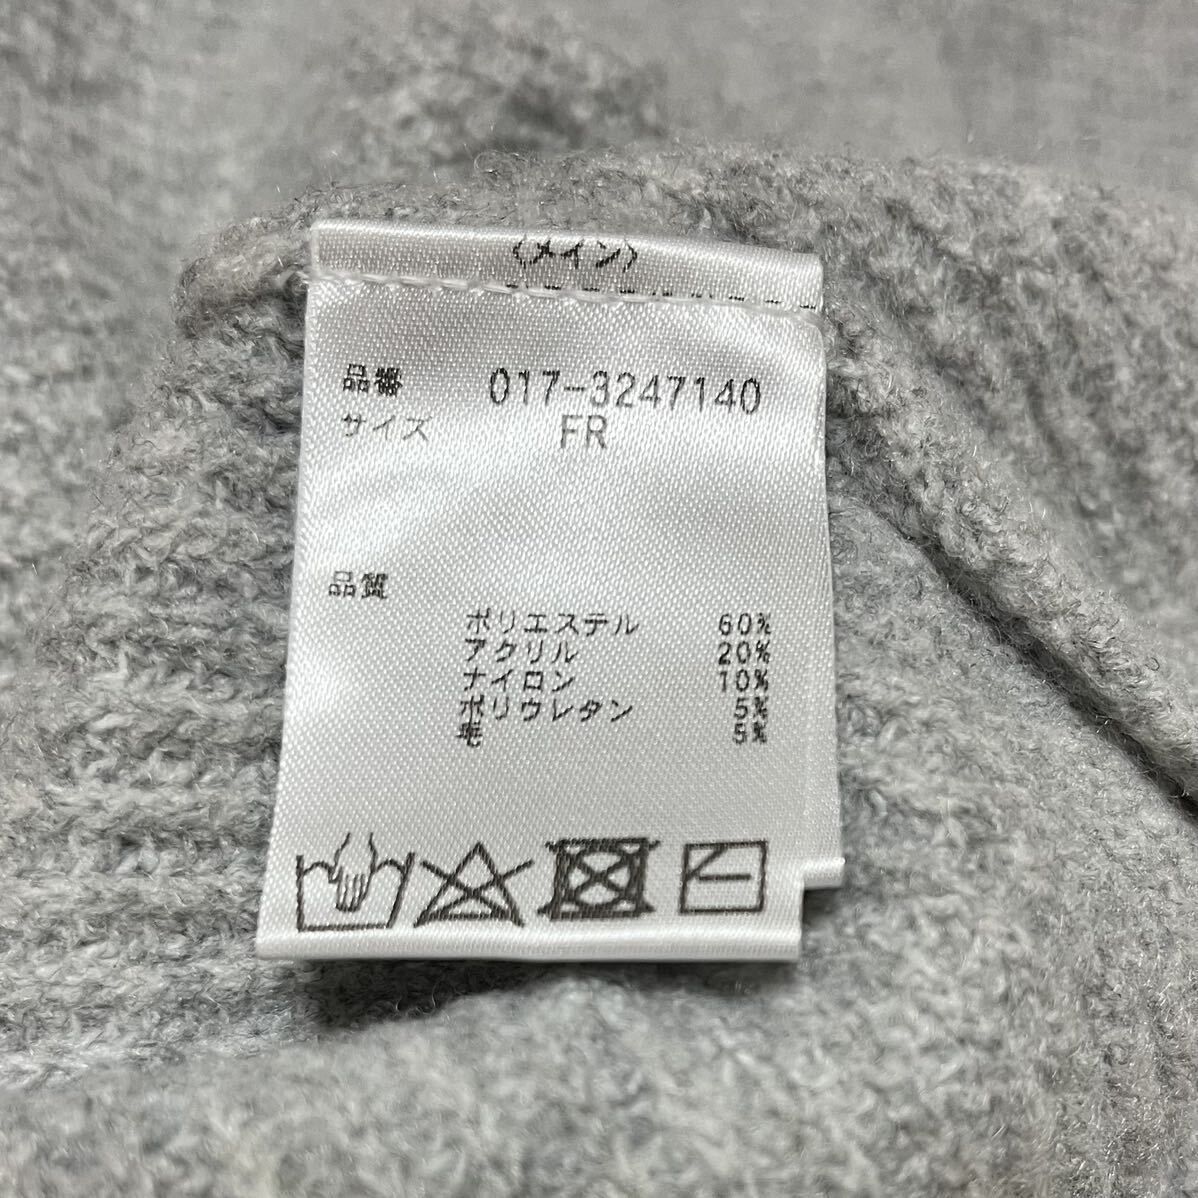 〈メイン〉
品番 017-3247140
サイズ FR
品質
ポリエステル 60%
アクリル 20%
ナイロン 10%
ポリウレタン 5%
毛 5%